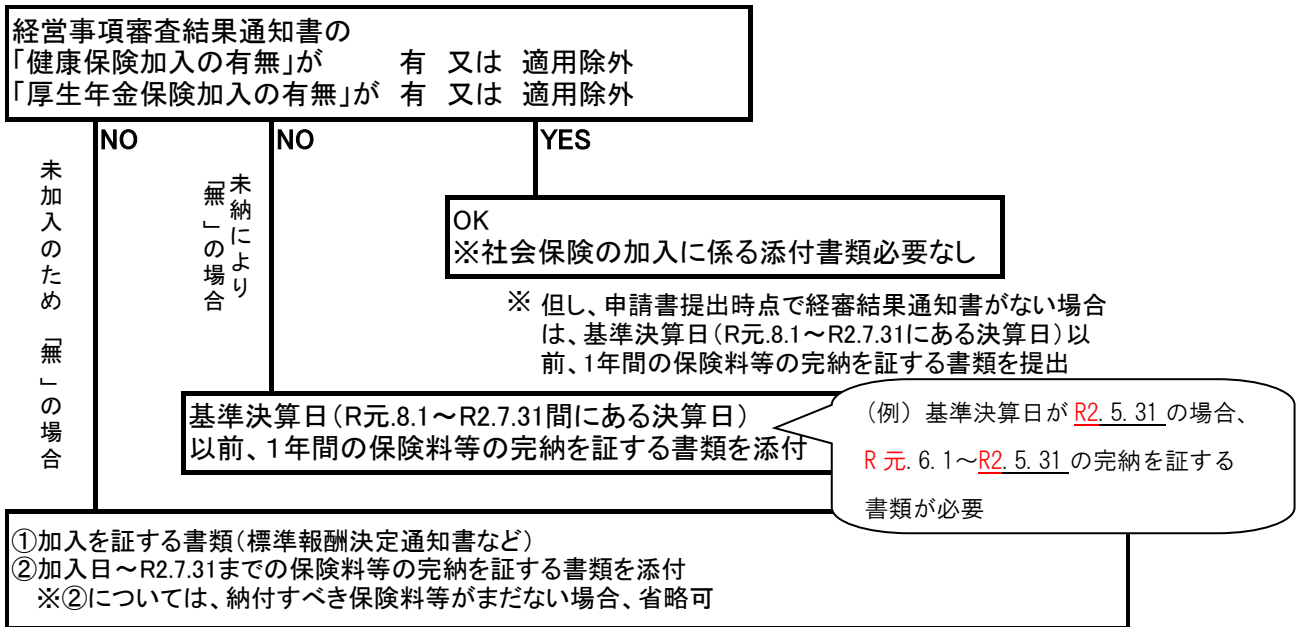 経営事項審査結果通知書の
「健康保険加入の有無」が　　有　又は　適用除外
「厚生年金保険加入の有無」が　有　又は　適用除外
NO
NO
YES
未加入のため「無」の場合
未納により
「無」の場合
OK
※社会保険の加入に係る添付書類必要なし
※ 但し、申請書提出時点で経審結果通知書がない場合
は、基準決算日（R元.8.1～R2.7.31にある決算日）以
前、1年間の保険料等の完納を証する書類を提出
基準決算日（R元.8.1～R2.7.31間にある決算日）
以前、１年間の保険料等の完納を証する書類を添付
（例）基準決算日が R2.5.31 の場合、
R 元.6.1～R2.5.31 の完納を証する
書類が必要
①加入を証する書類（標準報酬決定通知書など）
②加入日～R2.7.31までの保険料等の完納を証する書類を添付
※②については、納付すべき保険料等がまだない場合、省略可